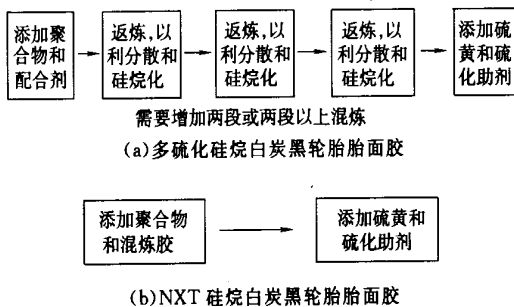 添加聚
合物和
配合剂
返炼,以
利分散和
硅烷化
返炼,以
利分散和
硅烷化
返炼,以
利分散和
硅烷化
添加硫
黄和硫
化助剂
需要增加两段或两段以上混炼
(a)多硫化硅烷白炭黑轮胎胎面胶
添加聚合物
和混炼胶
添加硫黄和
硫化助剂
(b)NXT硅烷白炭黑轮胎胎面胶